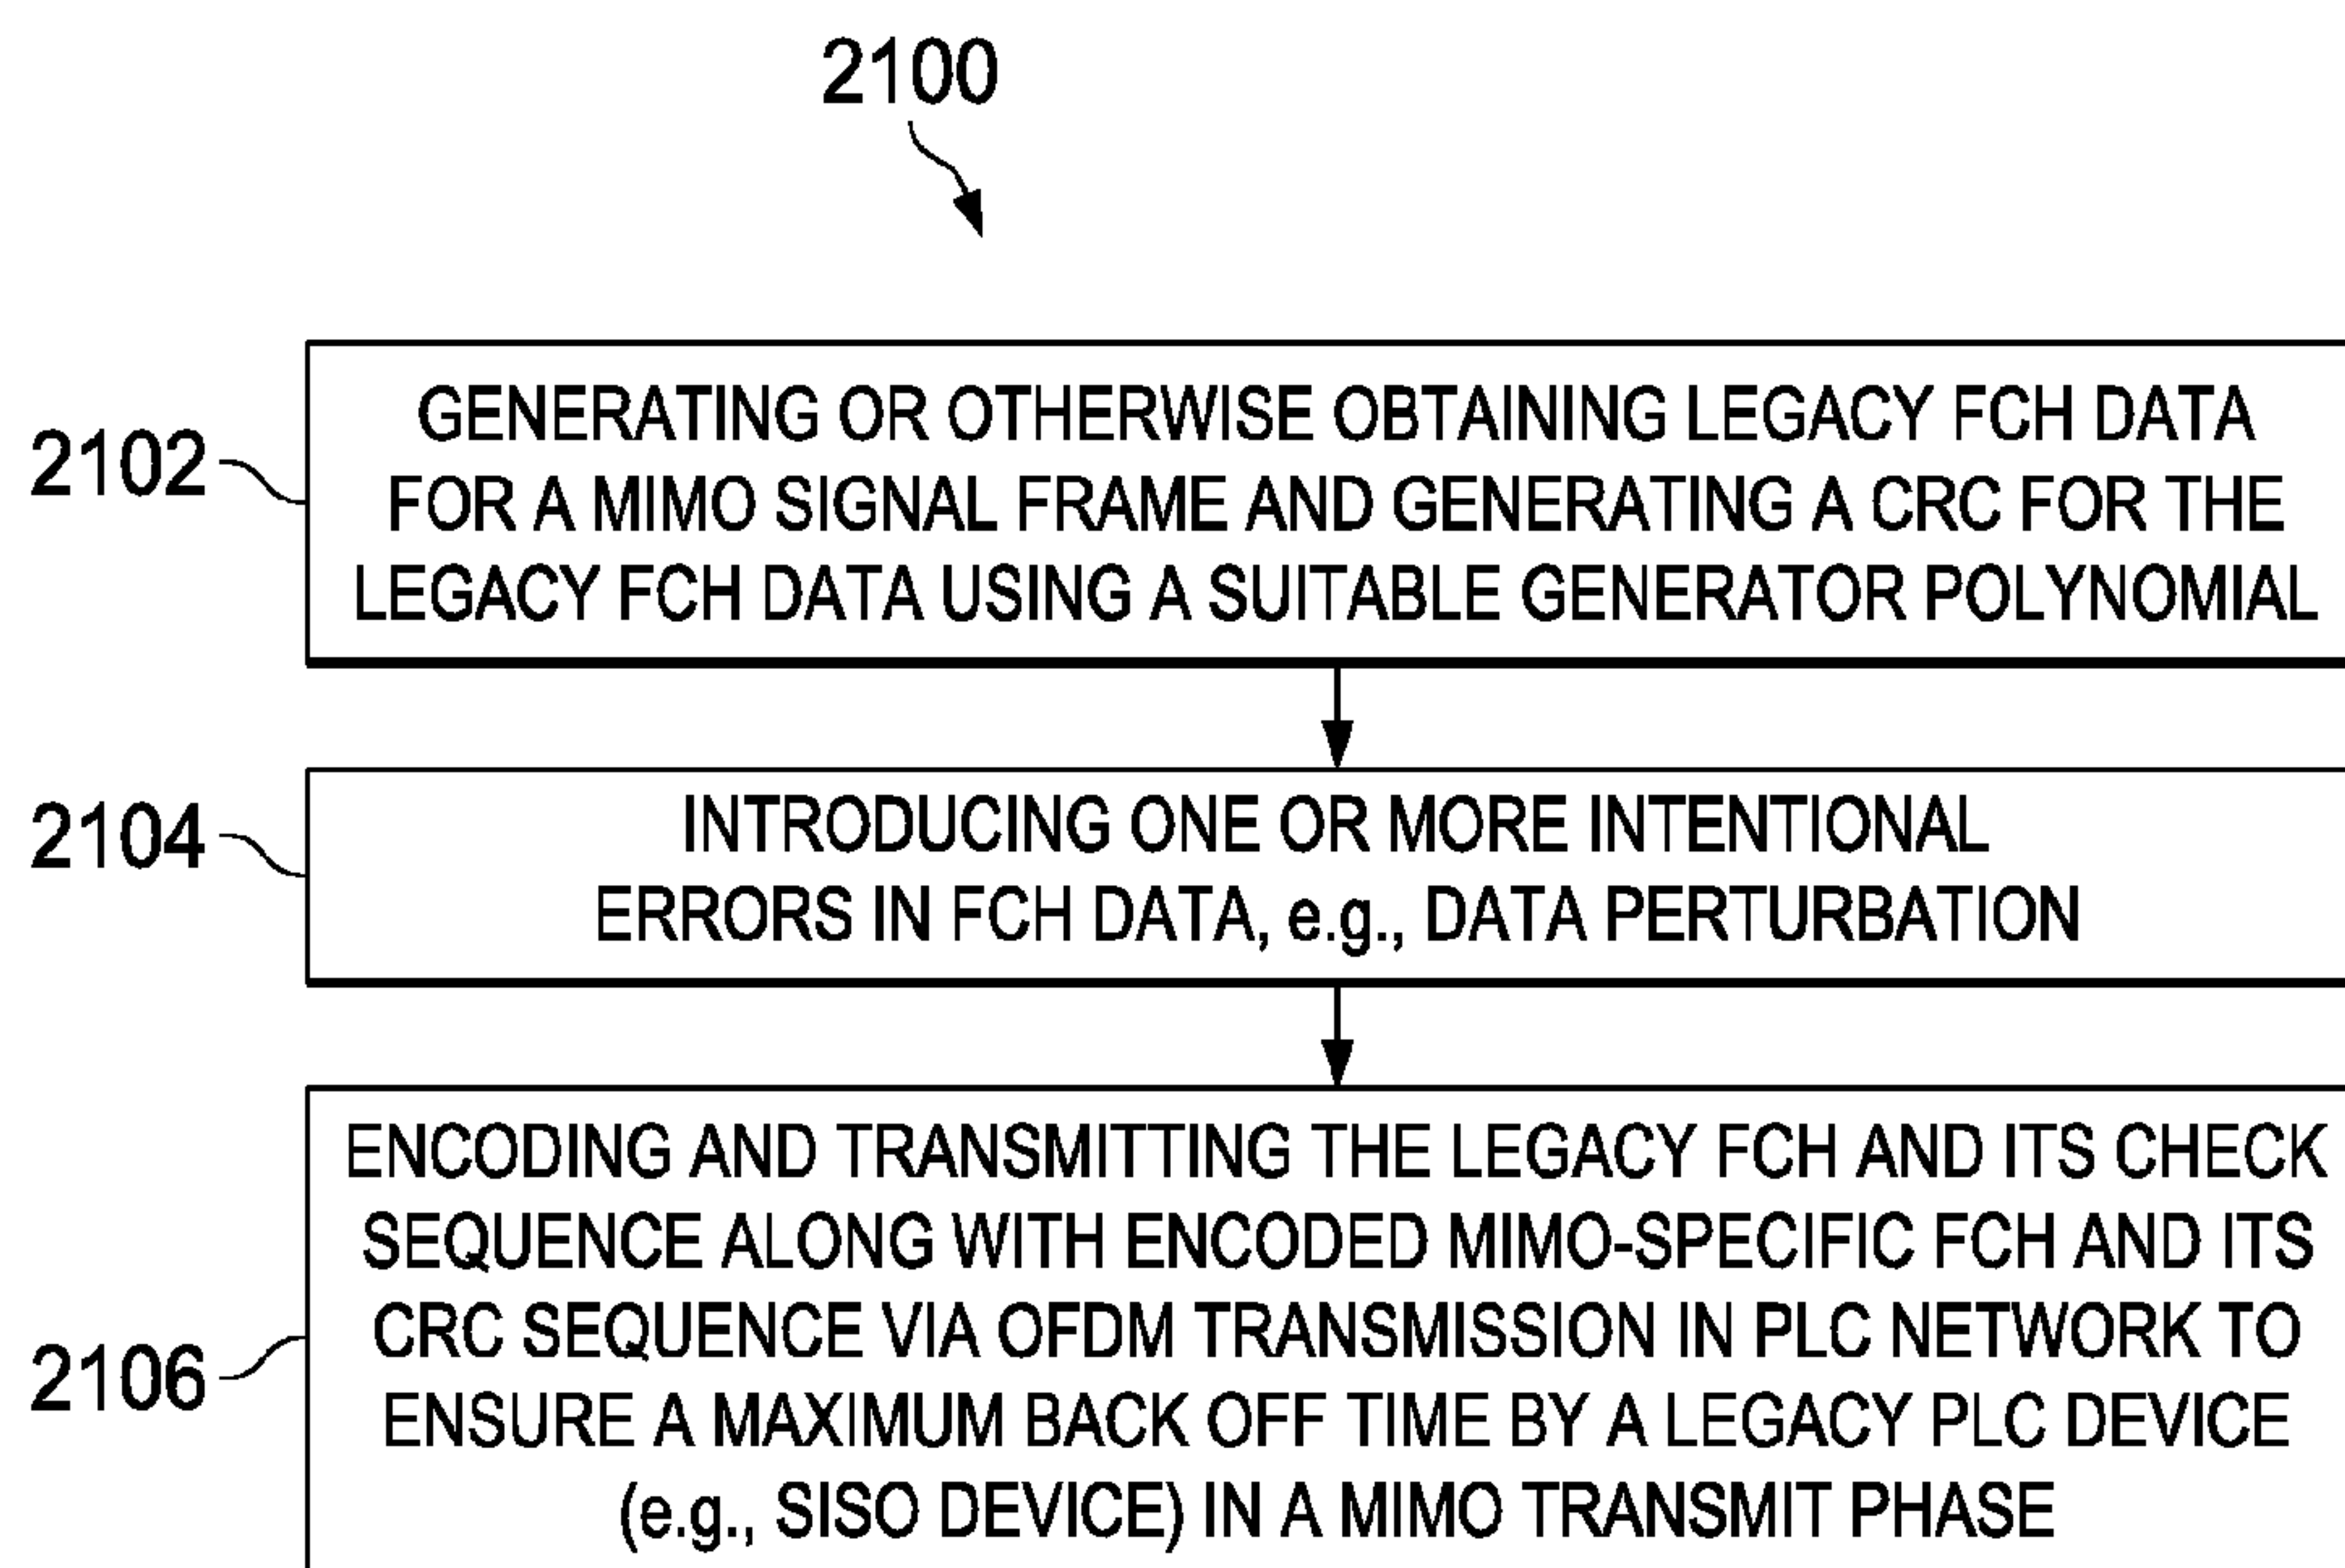 2100
2102
GENERATING OR OTHERWISE OBTAINING LEGACY FCH DATA
FOR A MIMO SIGNAL FRAME AND GENERATING A CRC FOR THE
LEGACY FCH DATA USING A SUITABLE GENERATOR POLYNOMIAL
2104
INTRODUCING ONE OR MORE INTENTIONAL
ERRORS IN FCH DATA, e.g., DATA PERTURBATION
2106
ENCODING AND TRANSMITTING THE LEGACY FCH AND ITS CHECK
SEQUENCE ALONG WITH ENCODED MIMO-SPECIFIC FCH AND ITS
CRC SEQUENCE VIA OFDM TRANSMISSION IN PLC NETWORK TO
ENSURE A MAXIMUM BACK OFF TIME BY A LEGACY PLC DEVICE
(e.g., SISO DEVICE) IN A MIMO TRANSMIT PHASE